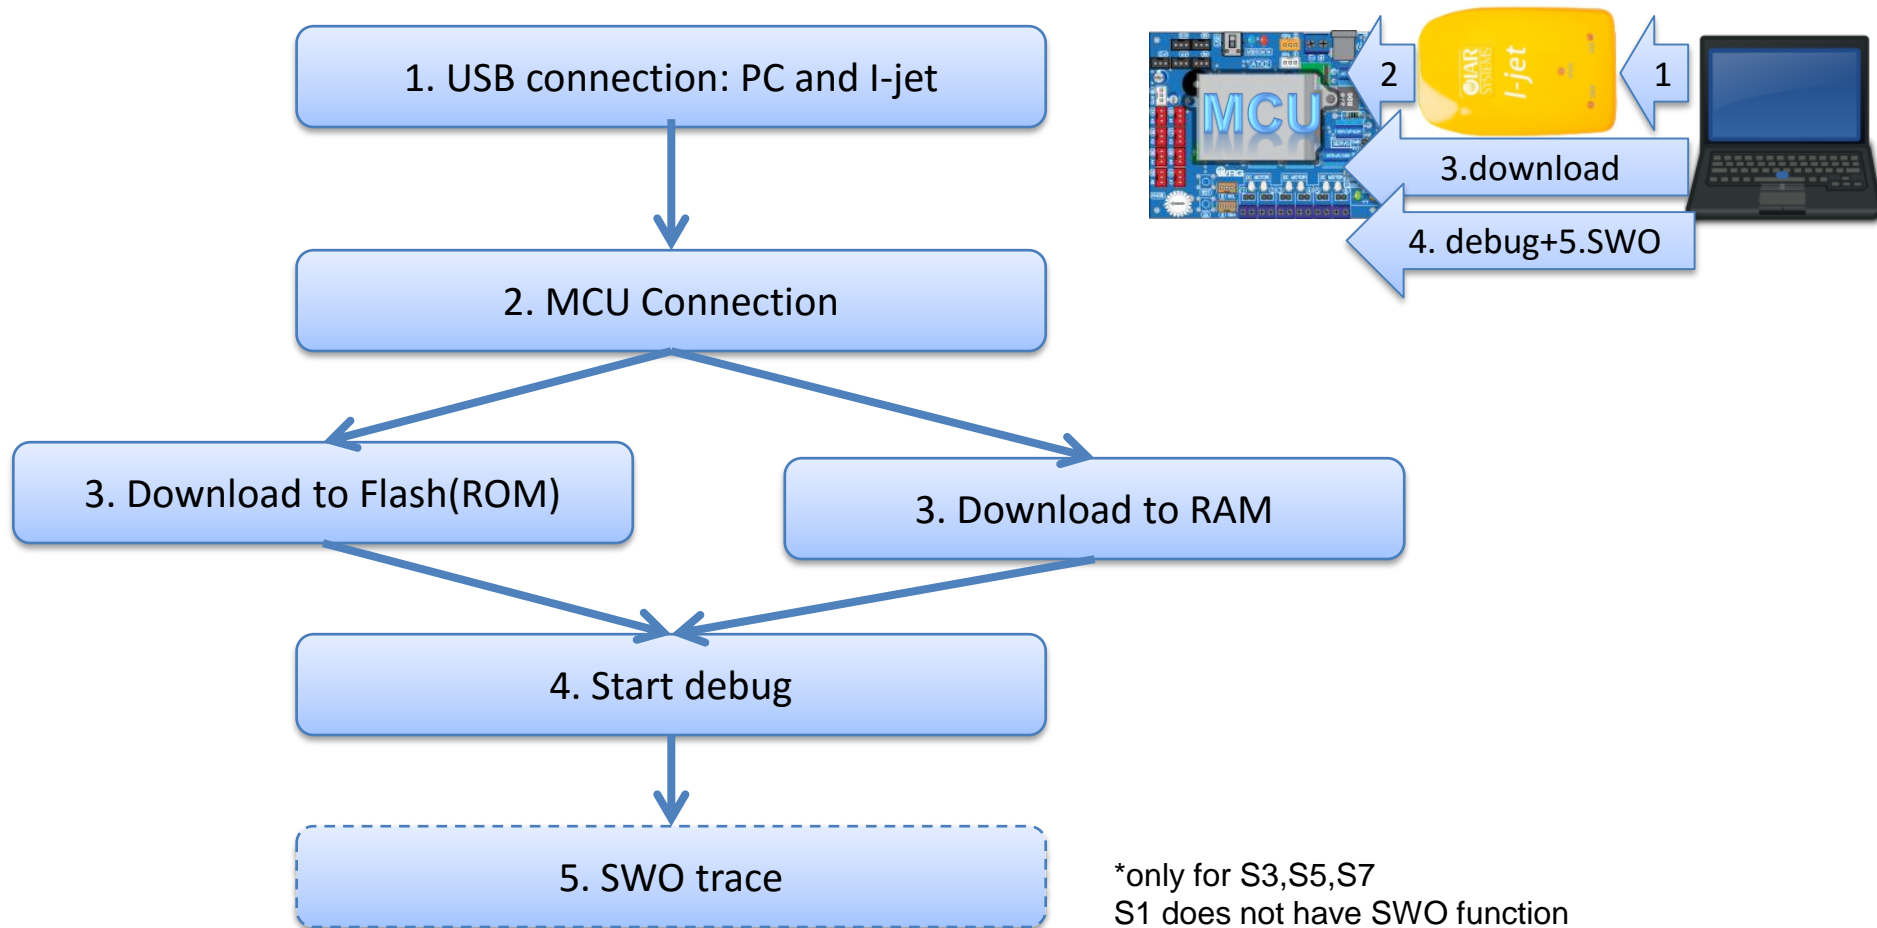 1. USB connection: PC and I-jet
2. MCU Connection
3. Download to Flash(ROM)
3. Download to RAM
4. Start debug
5. SWO trace
MCU
2
IAR
SYSTEMS
I-jet
1
3.download
4. debug+5.SWO
*only for S3,S5,S7
S1 does not have SWO function